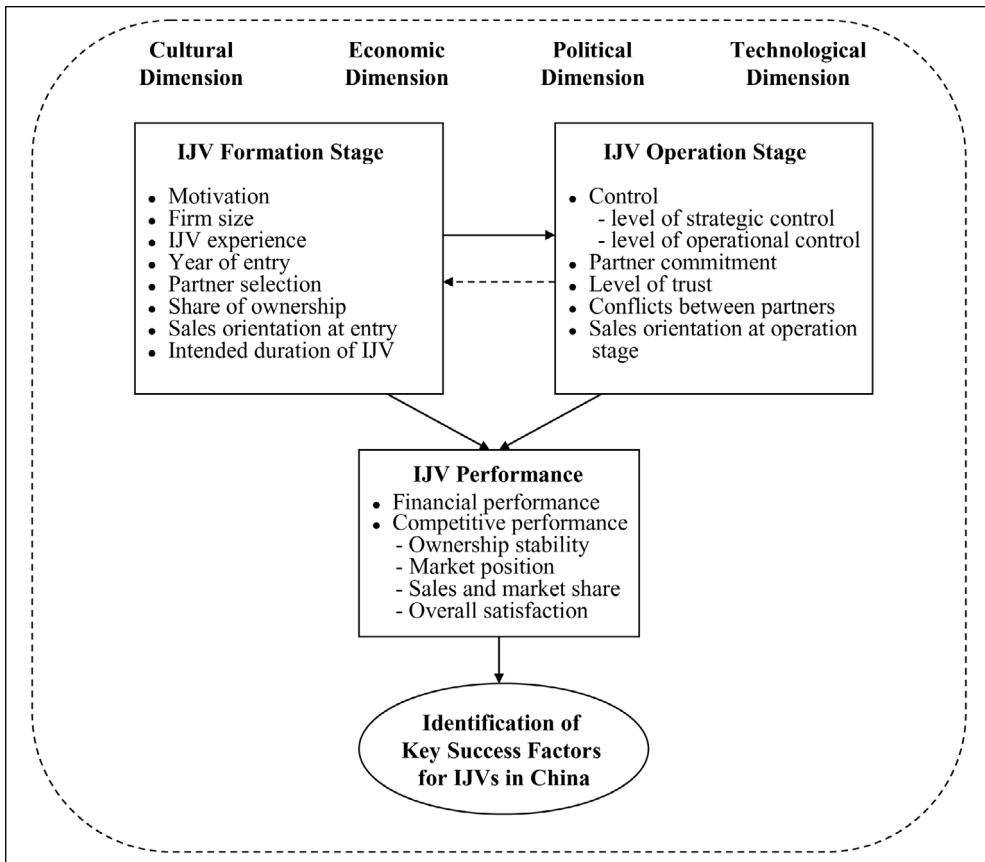 Cultural Dimension
Economic Dimension
Political Dimension
Technological Dimension
IJV Formation Stage
• Motivation
• Firm size
• IJV experience
• Year of entry
• Partner selection
• Share of ownership
• Sales orientation at entry
• Intended duration of IJV
IJV Operation Stage
• Control
- level of strategic control
- level of operational control
• Partner commitment
• Level of trust
• Conflicts between partners
• Sales orientation at operation
stage
IJV Performance
• Financial performance
• Competitive performance
- Ownership stability
- Market position
- Sales and market share
- Overall satisfaction
Identification of
Key Success Factors
for IJVs in China